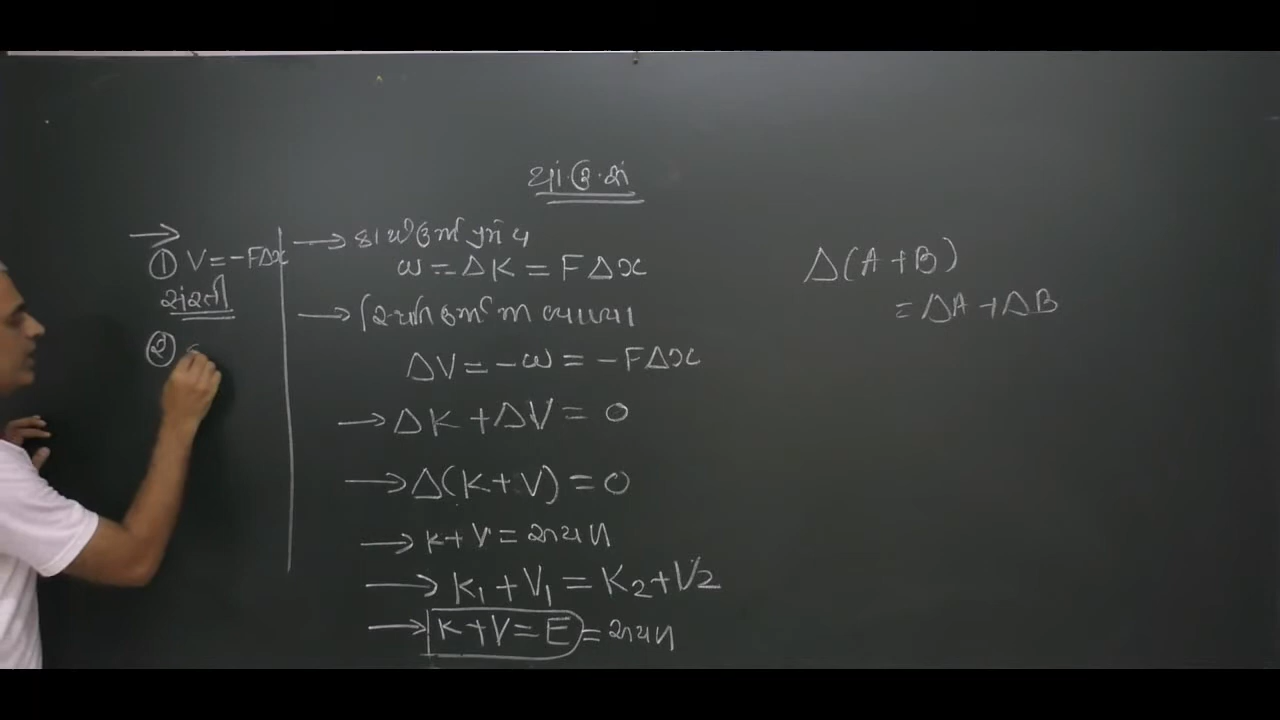 યાં.ઉ.સં
① V = -FΔx
સંરક્ષી
②
→ કાર્યઊર્જા પ્રમેય
W = ΔK = FΔx
→ સ્થિતિઊર્જાની વ્યાખ્યા
ΔV = -W = -FΔx
→ ΔK + ΔV = 0
→ Δ(K + V) = 0
→ K + V = અચળ
→ K₁ + V₁ = K₂ + V₂
→ K + V = E = અચળ
Δ(A + B)
= ΔA + ΔB